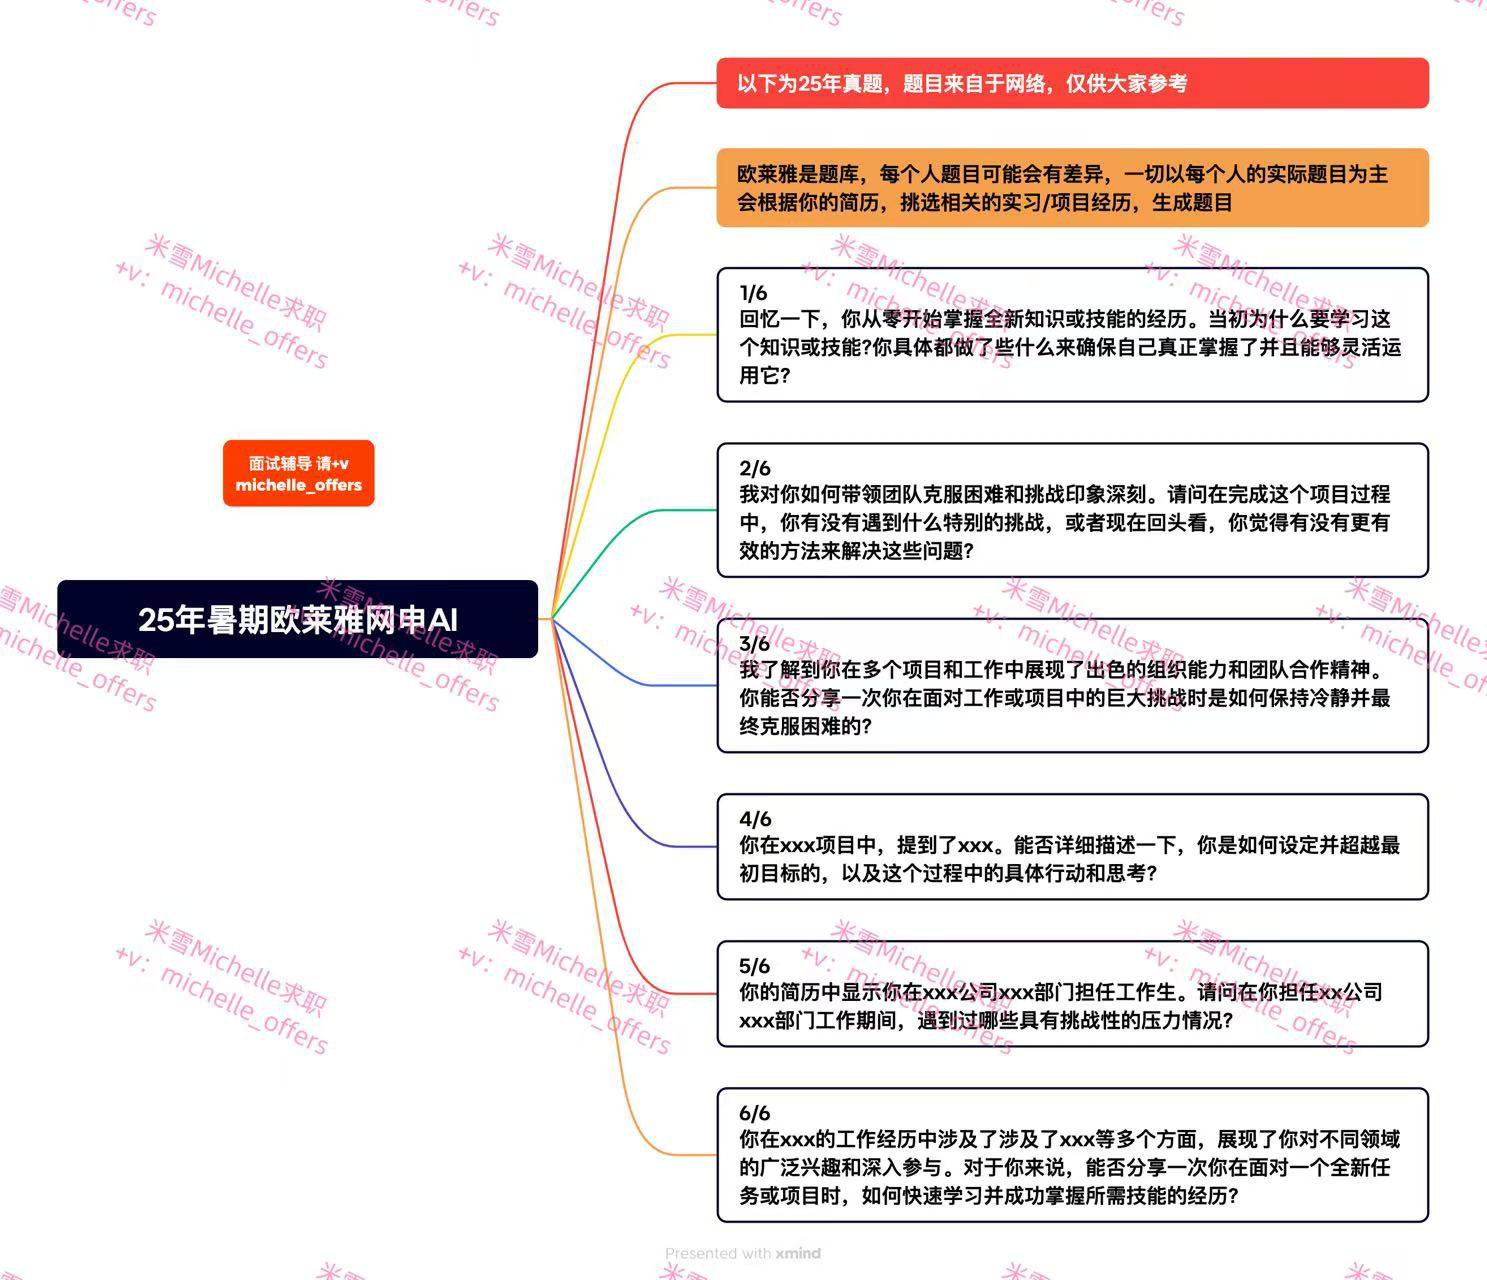 以下为25年真题，题目来自于网络，仅供大家参考
欧莱雅是题库，每个人题目可能会有差异，一切以每个人的实际题目为主
会根据你的简历，挑选相关的实习/项目经历，生成题目
1/6
回忆一下，你从零开始掌握全新知识或技能的经历。当初为什么要学习这
个知识或技能?你具体都做了些什么来确保自己真正掌握了并且能够灵活运
用它?
面试辅导 请+v
michelle_offers
2/6
我对你如何带领团队克服困难和挑战印象深刻。请问在完成这个项目过程
中，你有没有遇到什么特别的挑战，或者现在回头看，你觉得有没有更有
效的方法来解决这些问题?
25年暑期欧莱雅网申AI
3/6
我了解到你在多个项目和工作中展现了出色的组织能力和团队合作精神。
你能否分享一次你在面对工作或项目中的巨大挑战时是如何保持冷静并最
终克服困难的?
4/6
你在xxx项目中，提到了xxx。能否详细描述一下，你是如何设定并超越最
初目标的，以及这个过程中的具体行动和思考?
5/6
你的简历中显示你在xxx公司xxx部门担任工作生。请问在你担任xx公司
xxx部门工作期间，遇到过哪些具有挑战性的压力情况?
6/6
你在xxx的工作经历中涉及了涉及了xxx等多个方面，展现了你对不同领域
的广泛兴趣和深入参与。对于你来说，能否分享一次你在面对一个全新任
务或项目时，如何快速学习并成功掌握所需技能的经历?
Presented with xmind
米雪Michelle求职
+v：michelle_offers